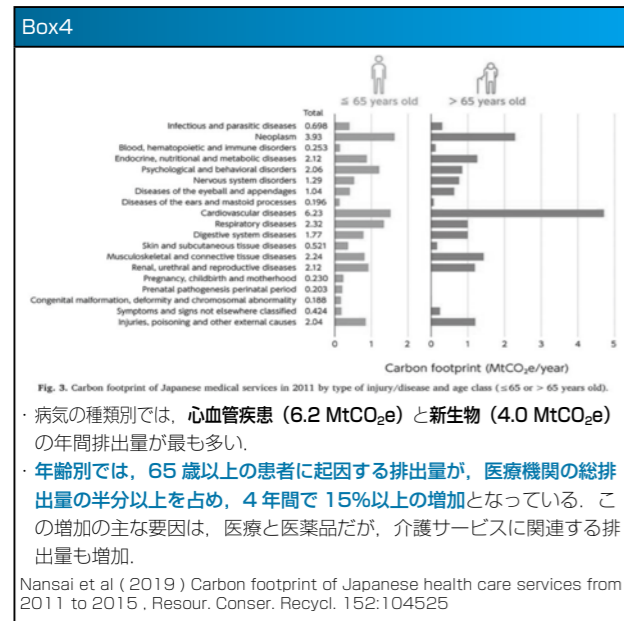 Box4
≦ 65 years old
> 65 years old
Total
Infectious and parasitic diseases 0.698
Neoplasm 3.93
Blood, hematopoietic and immune disorders 0.253
Endocrine, nutritional and metabolic diseases 2.12
Psychological and behavioral disorders 2.06
Nervous system disorders 1.29
Diseases of the eyeball and appendages 1.04
Diseases of the ears and mastoid processes 0.196
Cardiovascular diseases 6.23
Respiratory diseases 2.32
Digestive system diseases 1.77
Skin and subcutaneous tissue diseases 0.521
Musculoskeletal and connective tissue diseases 2.24
Renal, urethral and reproductive diseases 2.12
Pregnancy, childbirth and motherhood 0.230
Prenatal pathogenesis perinatal period 0.203
Congenital malformation, deformity and chromosomal abnormality 0.188
Symptoms and signs not elsewhere classified 0.424
Injuries, poisoning and other external causes 2.04
0 1 2 0 1 2 3 4 5
Carbon footprint (MtCO₂e/year)
Fig. 3. Carbon footprint of Japanese medical services in 2011 by type of injury/disease and age class (≤65 or > 65 years old).
・病気の種類別では，心血管疾患（6.2 MtCO₂e）と新生物（4.0 MtCO₂e）
の年間排出量が最も多い．
・年齢別では，65 歳以上の患者に起因する排出量が，医療機関の総排
出量の半分以上を占め，4 年間で 15%以上の増加となっている．こ
の増加の主な要因は，医療と医薬品だが，介護サービスに関連する排
出量も増加．
Nansai et al ( 2019 ) Carbon footprint of Japanese health care services from
2011 to 2015 , Resour. Conser. Recycl. 152:104525